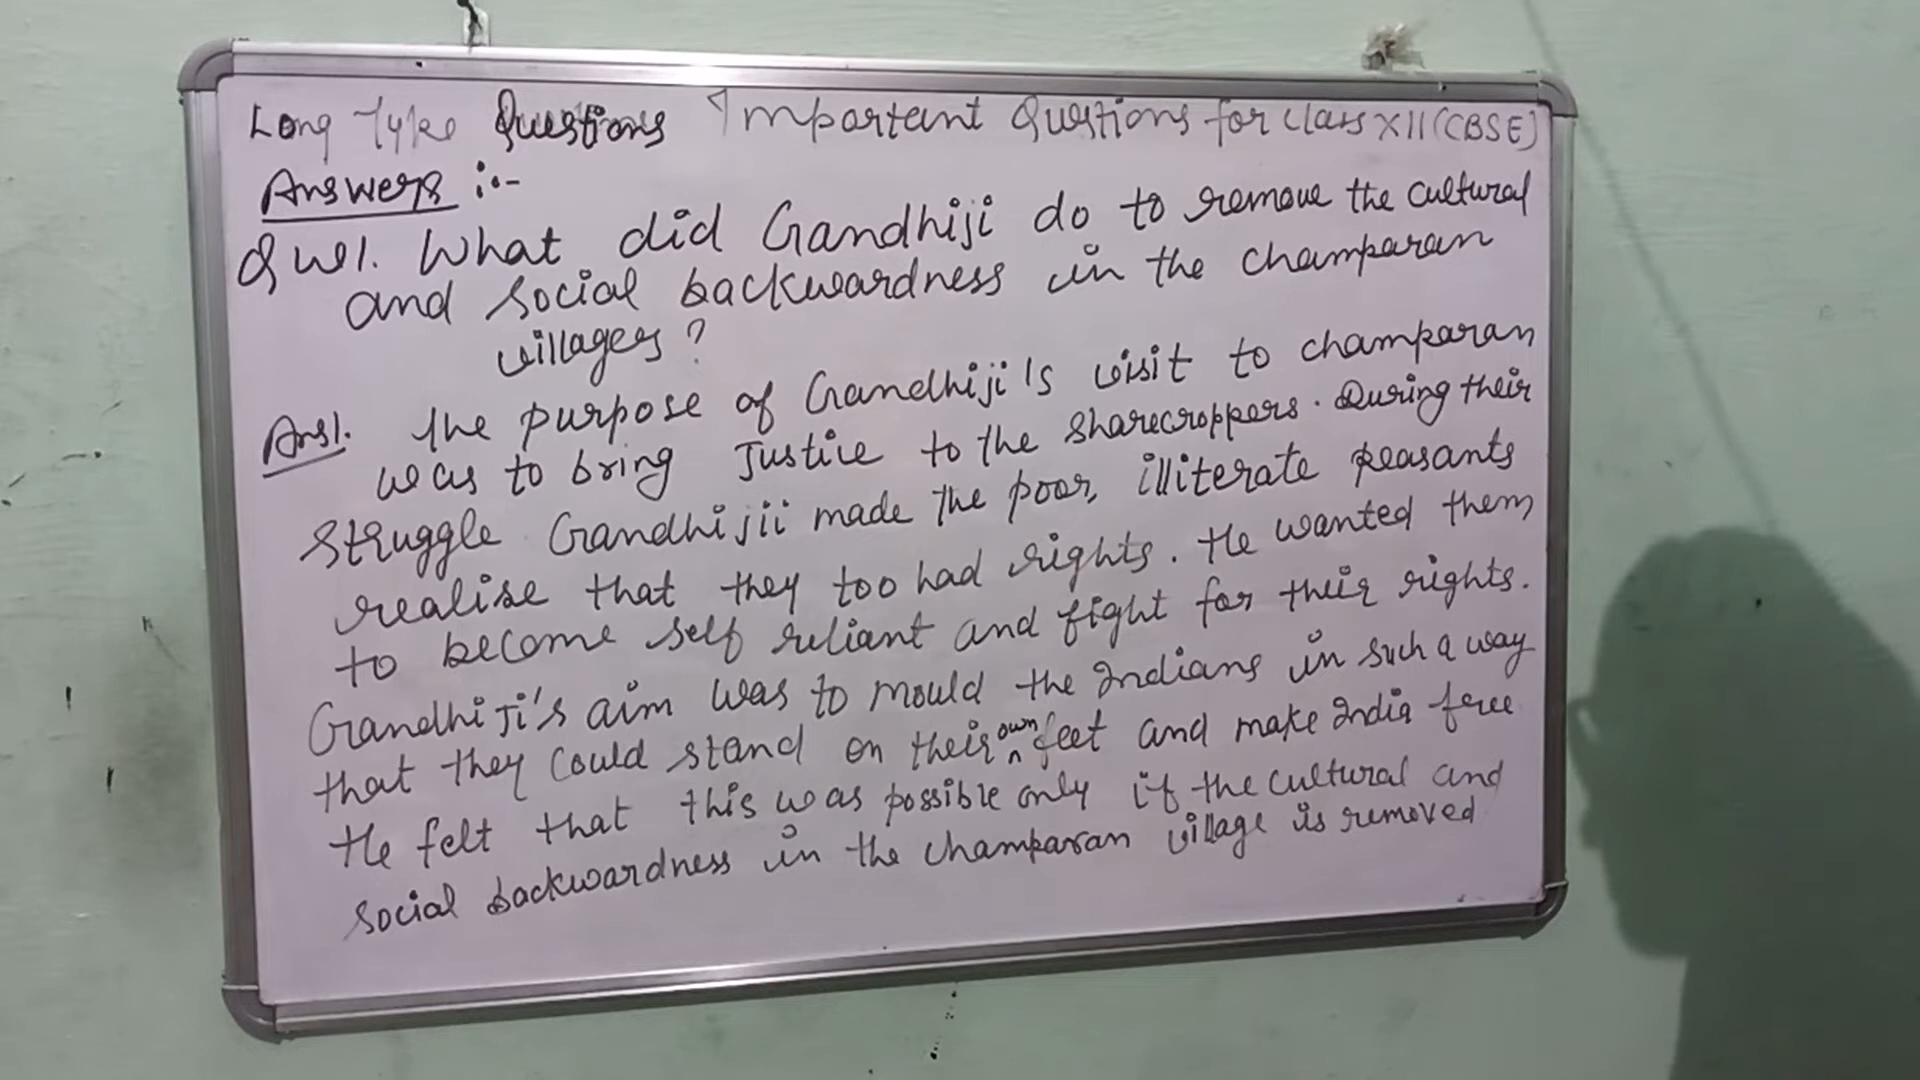 Long Type Questions Important Questions for class XII (CBSE)
Answers :-
Que1. What did Gandhiji do to remove the cultural
and social backwardness in the champaran
villages?
Ans1. The purpose of Gandhiji's visit to champaran
was to bring Justice to the sharecroppers. During their
struggle Gandhijii made the poor, illiterate peasants
realise that they too had rights. He wanted them
to become self reliant and fight for their rights.
Gandhiji's aim was to mould the Indians in such a way
that they could stand on their own feet and make India free
He felt that this was possible only if the cultural and
social backwardness in the champaran village is removed